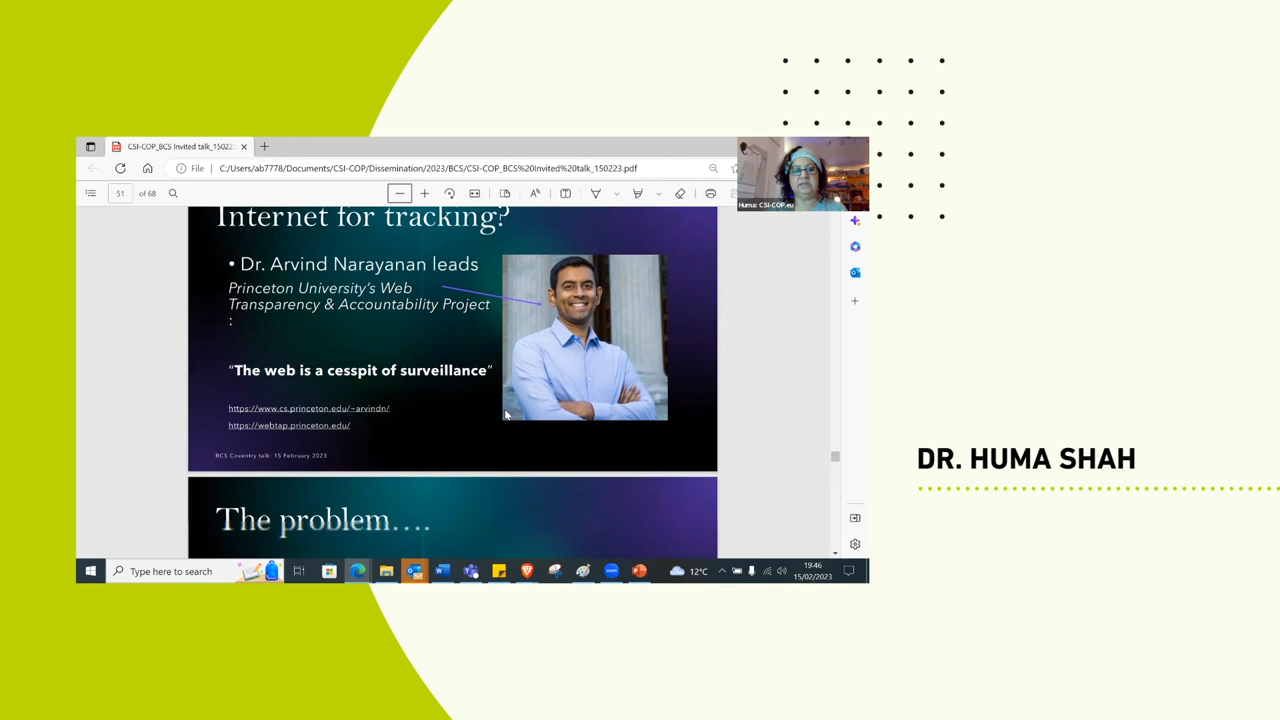 CSI-COP_BCS Invited talk_150223
File
C:/Users/ab7778/Documents/CSI-COP/Dissemination/2023/BCS/CSI-COP_BCS%20Invited%20talk_150223.pdf
51 of 68
Huma: CSI-COP.eu
Internet for tracking?
• Dr. Arvind Narayanan leads
Princeton University's Web
Transparency & Accountability Project
:
"The web is a cesspit of surveillance"
https://www.cs.princeton.edu/~arvindn/
https://webtap.princeton.edu/
BCS Coventry talk: 15 February 2023
The problem….
DR. HUMA SHAH
Type here to search
12°C
19:46
15/02/2023